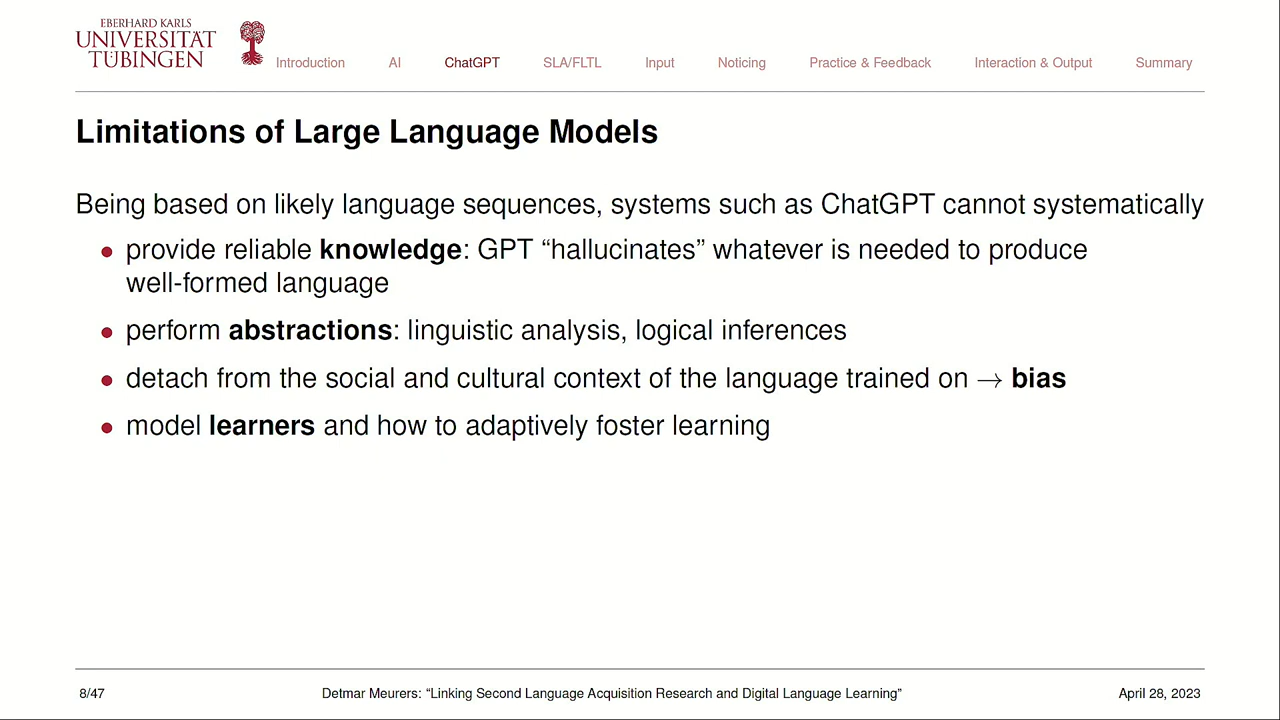 EBERHARD KARLS
UNIVERSITÄT
TÜBINGEN
Introduction AI ChatGPT SLA/FLTL Input Noticing Practice & Feedback Interaction & Output Summary
Limitations of Large Language Models
Being based on likely language sequences, systems such as ChatGPT cannot systematically
• provide reliable knowledge: GPT “hallucinates” whatever is needed to produce
well-formed language
• perform abstractions: linguistic analysis, logical inferences
• detach from the social and cultural context of the language trained on → bias
• model learners and how to adaptively foster learning
8/47 Detmar Meurers: “Linking Second Language Acquisition Research and Digital Language Learning” April 28, 2023